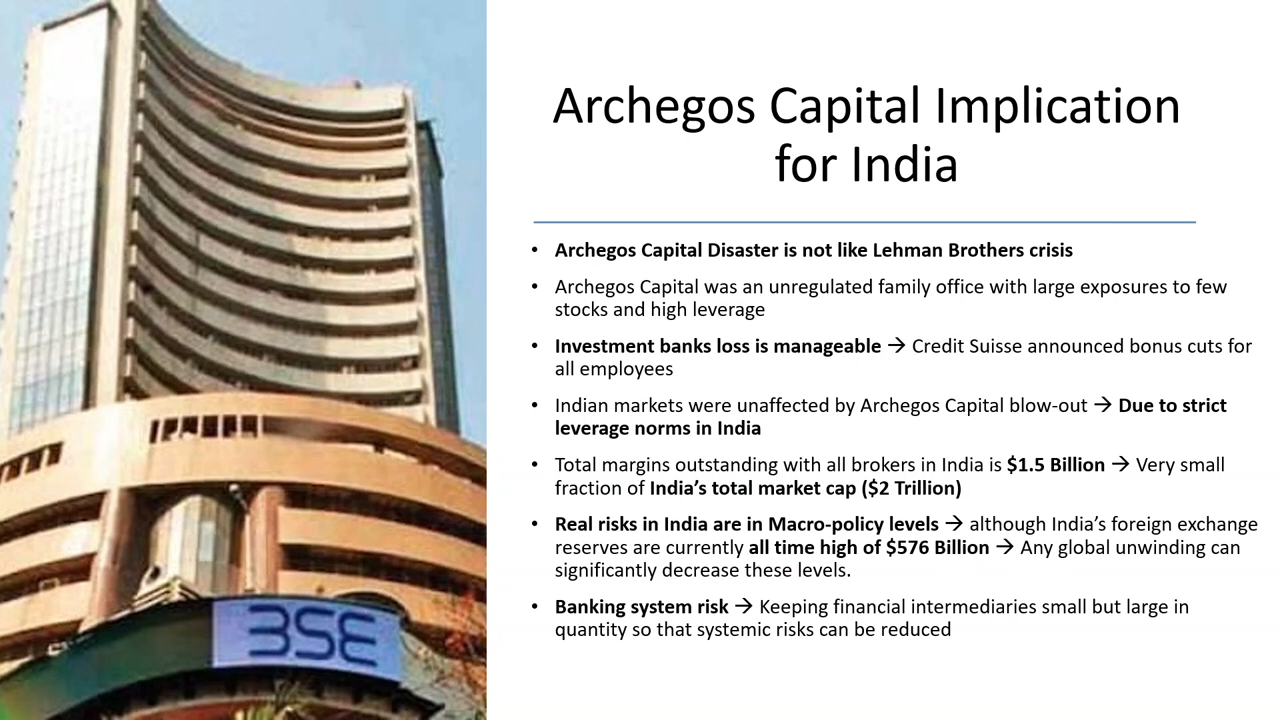 Archegos Capital Implication
for India
• Archegos Capital Disaster is not like Lehman Brothers crisis
• Archegos Capital was an unregulated family office with large exposures to few
stocks and high leverage
• Investment banks loss is manageable → Credit Suisse announced bonus cuts for
all employees
• Indian markets were unaffected by Archegos Capital blow-out → Due to strict
leverage norms in India
• Total margins outstanding with all brokers in India is $1.5 Billion → Very small
fraction of India’s total market cap ($2 Trillion)
• Real risks in India are in Macro-policy levels → although India’s foreign exchange
reserves are currently all time high of $576 Billion → Any global unwinding can
significantly decrease these levels.
• Banking system risk → Keeping financial intermediaries small but large in
quantity so that systemic risks can be reduced
BSE